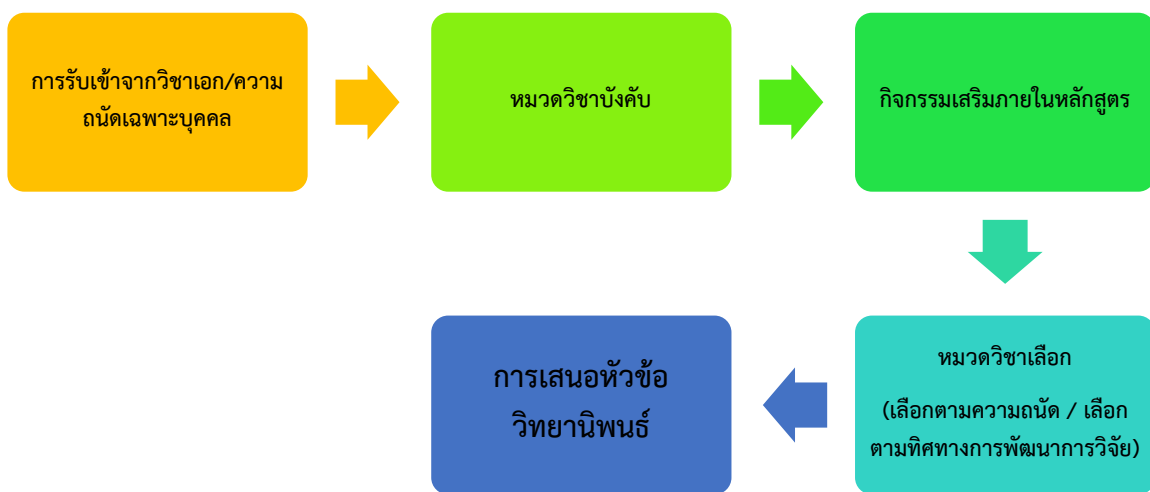 การรับเข้าจากวิชาเอก/ความ
ถนัดเฉพาะบุคคล
หมวดวิชาบังคับ
กิจกรรมเสริมภายในหลักสูตร
หมวดวิชาเลือก
(เลือกตามความถนัด / เลือก
ตามทิศทางการพัฒนาการวิจัย)
การเสนอหัวข้อ
วิทยานิพนธ์